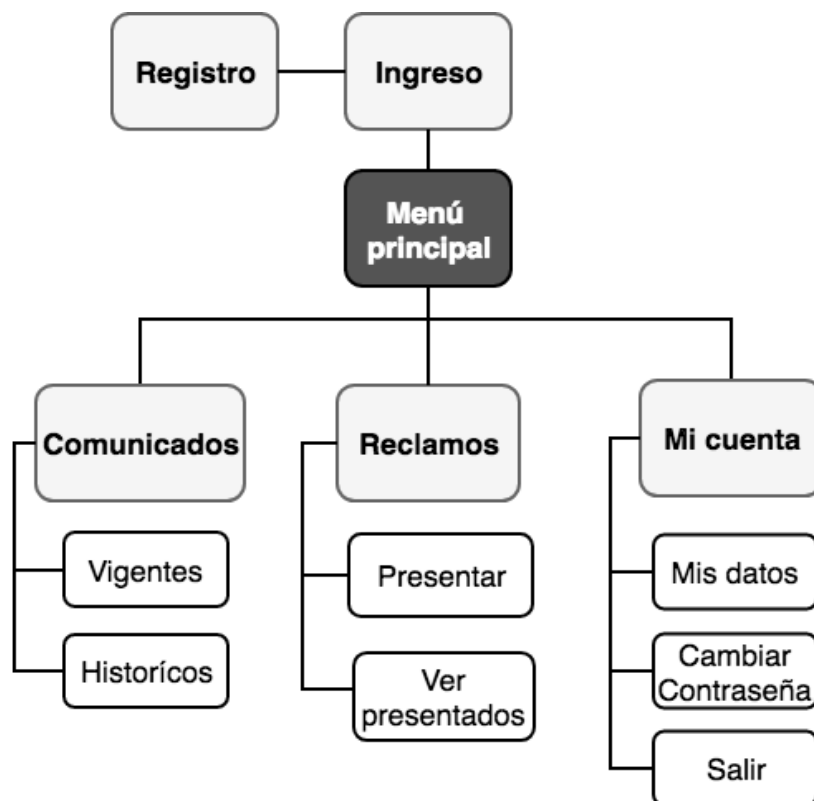 Registro
Ingreso
Menú
principal
Comunicados
Reclamos
Mi cuenta
Vigentes
Presentar
Mis datos
Historícos
Ver
presentados
Cambiar
Contraseña
Salir